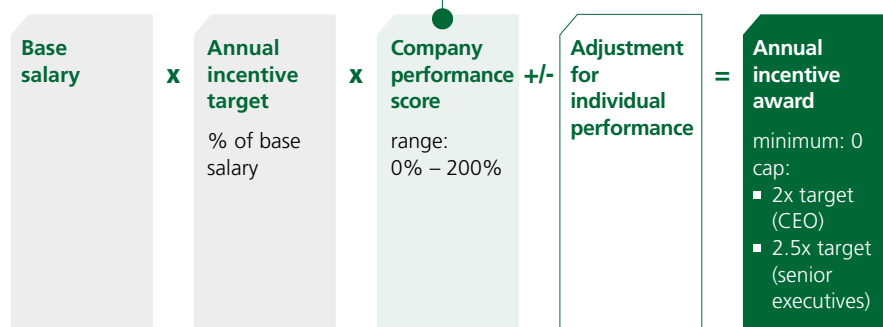 Base
salary
x
Annual
incentive
target
% of base
salary
x
Company
performance
score
range:
0% – 200%
+/-
Adjustment
for
individual
performance
=
Annual
incentive
award
minimum: 0
cap:
▪ 2x target
(CEO)
▪ 2.5x target
(senior
executives)